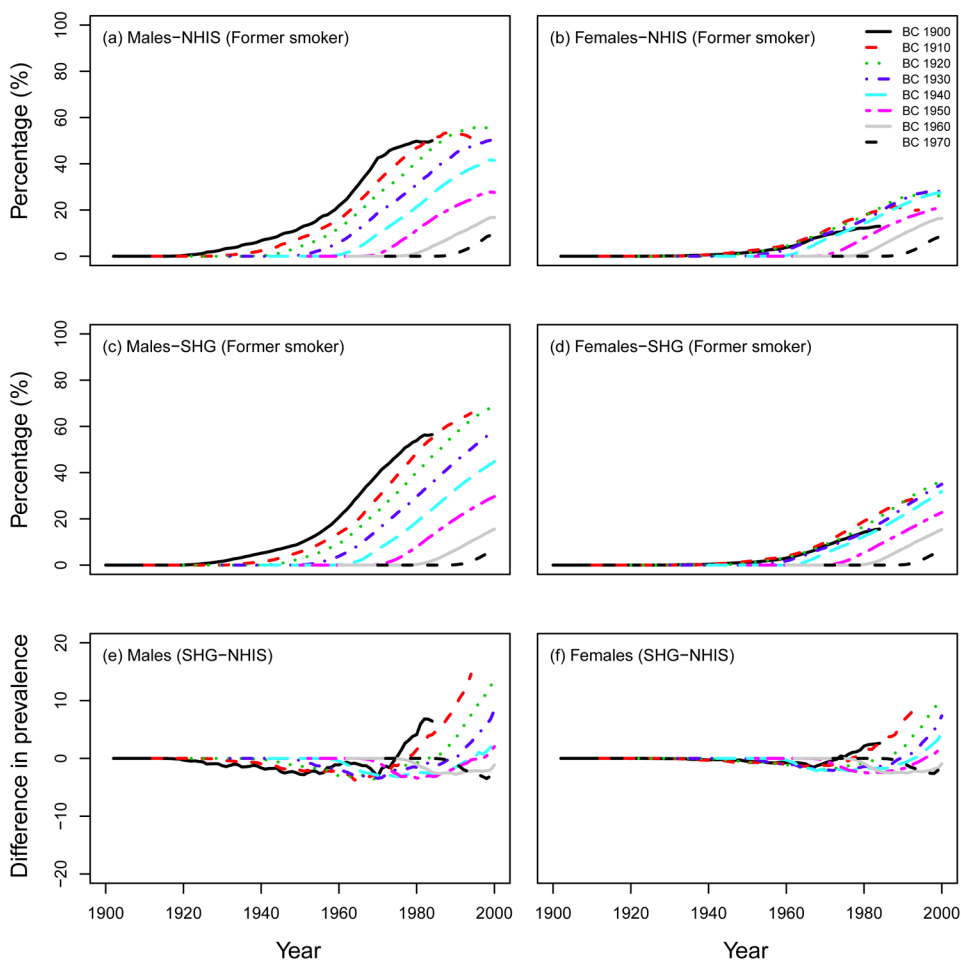 (a) Males−NHIS (Former smoker)
Percentage (%)
0
20
40
60
80
100
(b) Females−NHIS (Former smoker)
BC 1900
BC 1910
BC 1920
BC 1930
BC 1940
BC 1950
BC 1960
BC 1970
(c) Males−SHG (Former smoker)
Percentage (%)
0
20
40
60
80
100
(d) Females−SHG (Former smoker)
(e) Males (SHG−NHIS)
Difference in prevalence
−20
−10
0
10
20
1900 1920 1940 1960 1980 2000
Year
(f) Females (SHG−NHIS)
1900 1920 1940 1960 1980 2000
Year